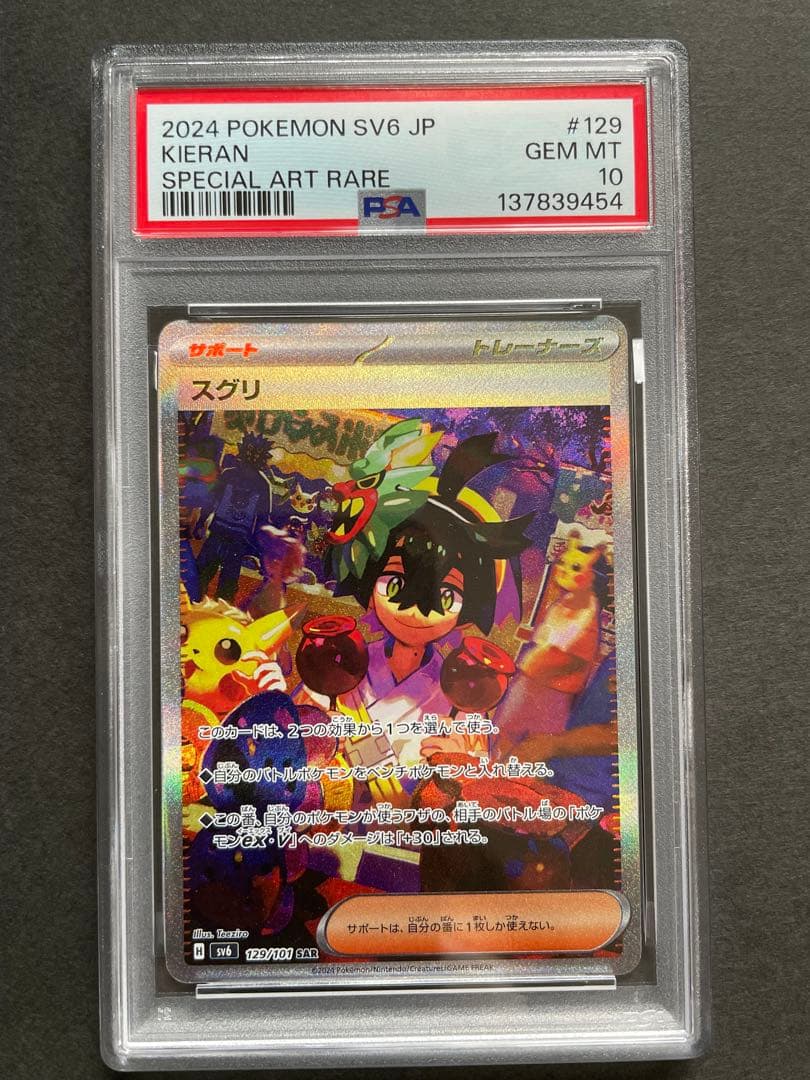 2024 POKEMON SV6 JP #129
KIERAN GEM MT
SPECIAL ART RARE 10
PSA 137839454
サポート トレーナーズ
スグリ
このカードは、2つの効果から1つを選んで使う。
◆自分のバトルポケモンをベンチポケモンと入れ替える。
◆この番、自分のポケモンが使うワザの、相手のバトル場の「ポケ
モンex・V」へのダメージは「+30」される。
サポートは、自分の番に1枚しか使えない。
Illus. Teeziro
H sv6 129/101 SAR
©2024 Pokémon/Nintendo/Creatures/GAME FREAK